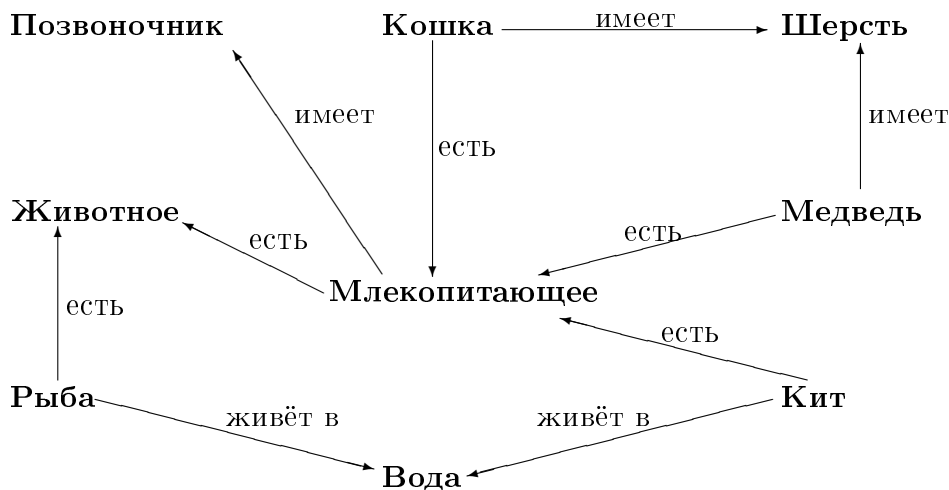 Позвоночник Кошка имеет Шерсть
имеет имеет
есть
Животное есть есть Медведь
Млекопитающее
есть есть
Рыба живёт в живёт в Кит
Вода